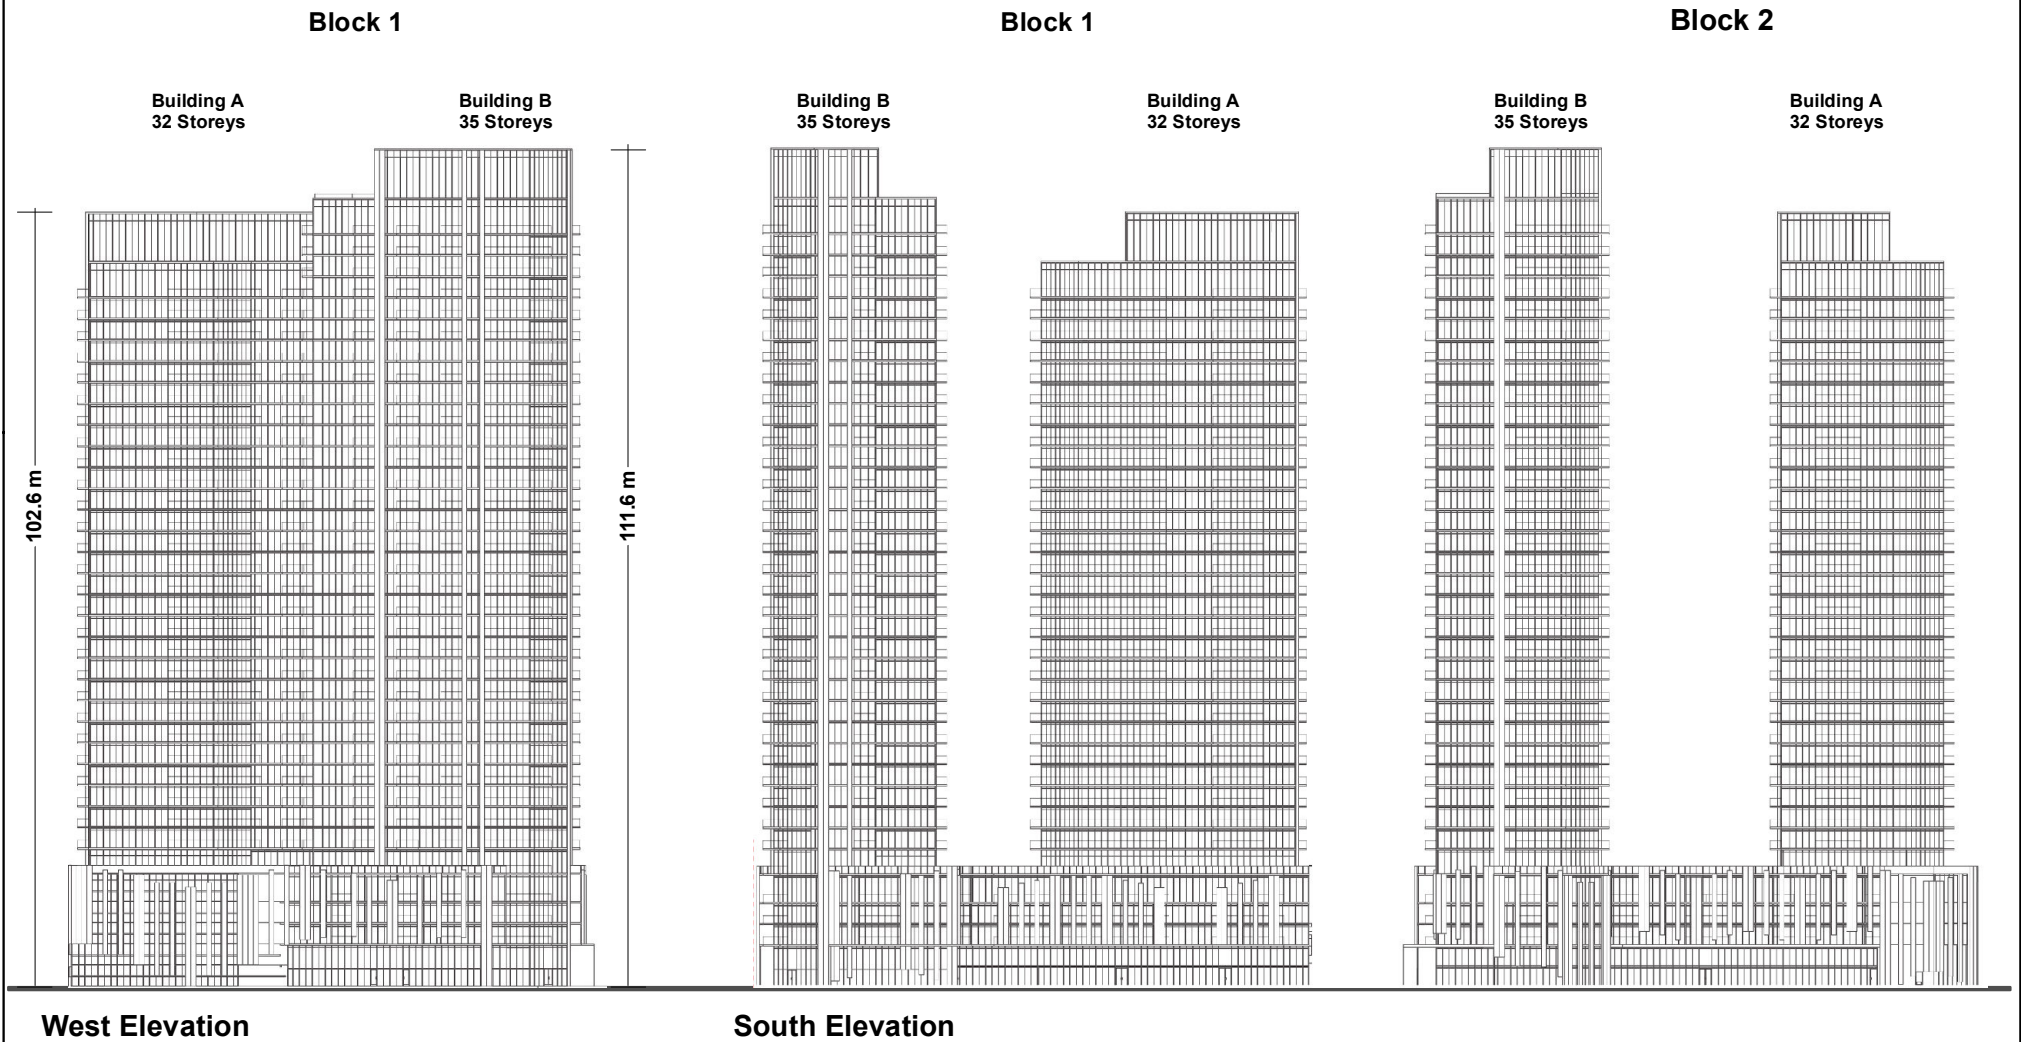 Block 1
Block 1
Block 2
Building A
32 Storeys
Building B
35 Storeys
Building B
35 Storeys
Building A
32 Storeys
Building B
35 Storeys
Building A
32 Storeys
102.6 m
111.6 m
West Elevation
South Elevation